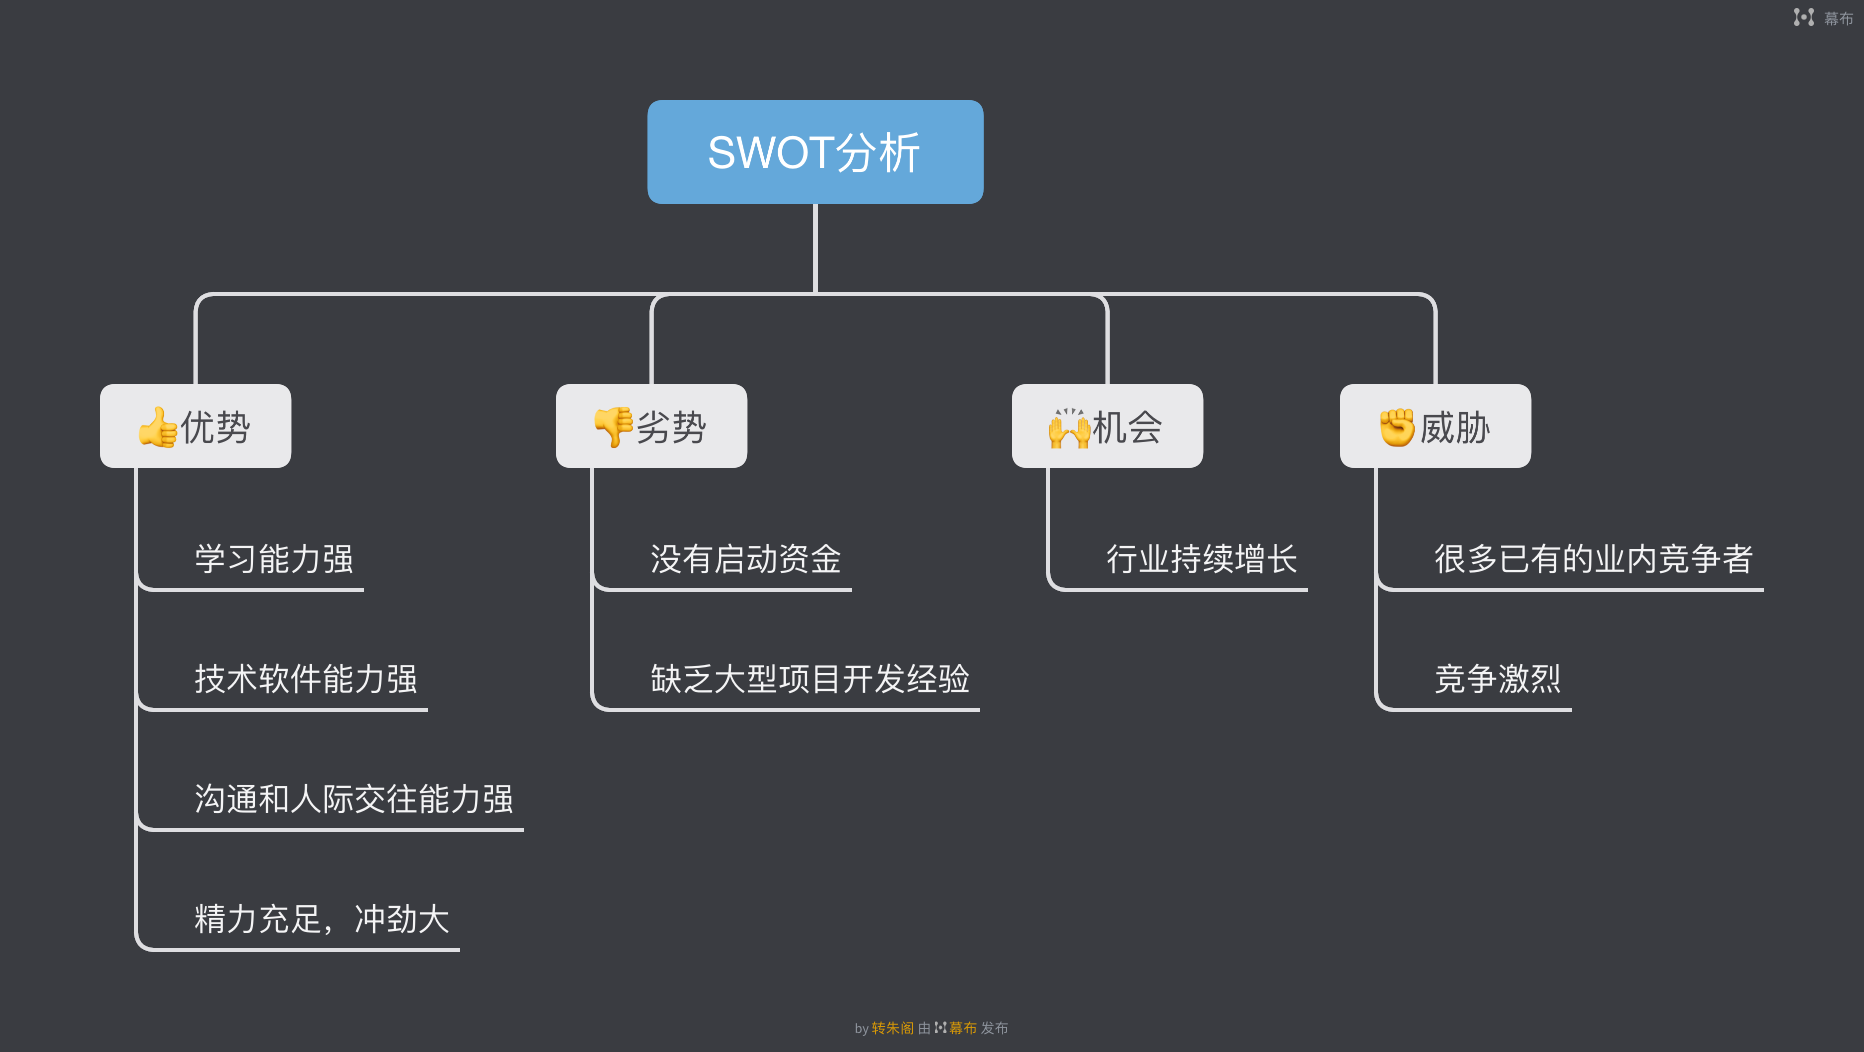 幕布
SWOT分析
👍优势
👎劣势
🙌机会
✊威胁
学习能力强
没有启动资金
行业持续增长
很多已有的业内竞争者
技术软件能力强
缺乏大型项目开发经验
竞争激烈
沟通和人际交往能力强
精力充足，冲劲大
by 转朱阁 由 幕布 发布